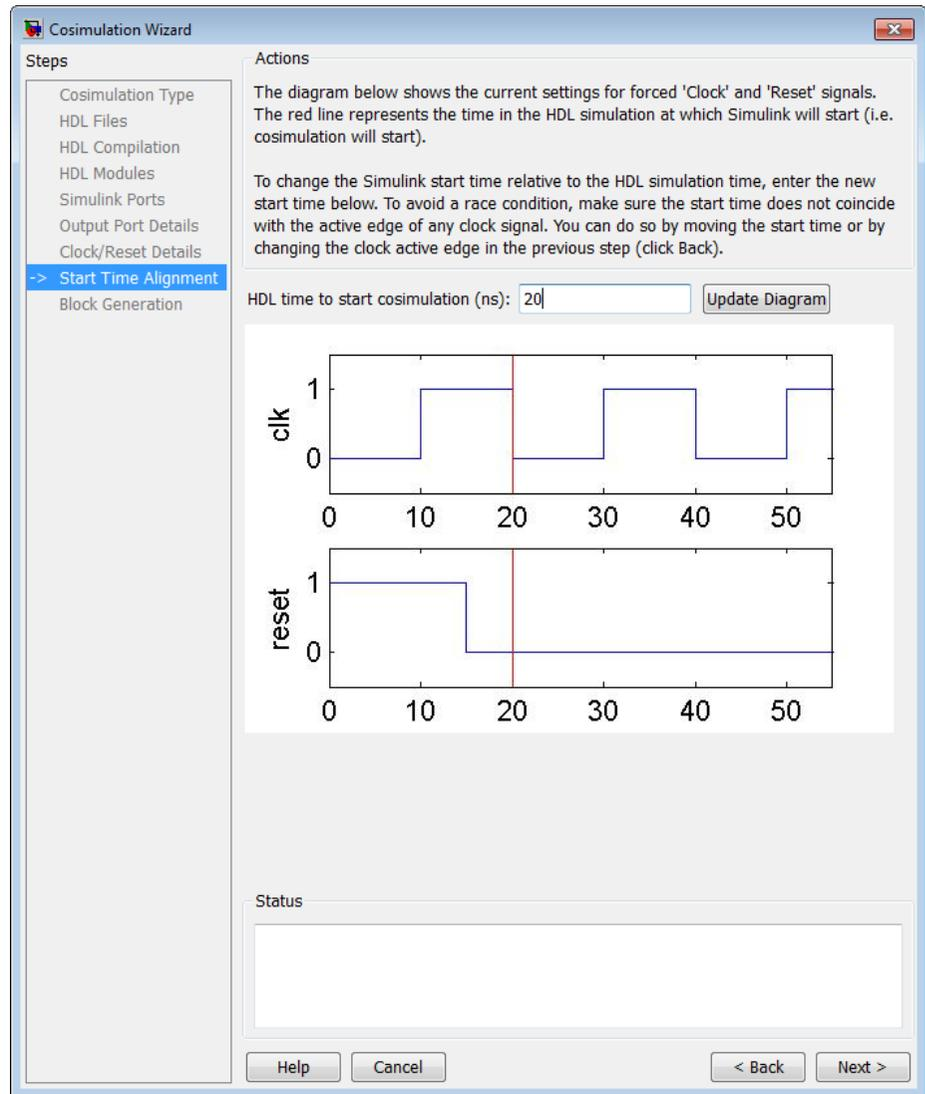 Cosimulation Wizard
Steps
Cosimulation Type
HDL Files
HDL Compilation
HDL Modules
Simulink Ports
Output Port Details
Clock/Reset Details
-> Start Time Alignment
Block Generation
Actions
The diagram below shows the current settings for forced 'Clock' and 'Reset' signals.
The red line represents the time in the HDL simulation at which Simulink will start (i.e.
cosimulation will start).
To change the Simulink start time relative to the HDL simulation time, enter the new
start time below. To avoid a race condition, make sure the start time does not coincide
with the active edge of any clock signal. You can do so by moving the start time or by
changing the clock active edge in the previous step (click Back).
HDL time to start cosimulation (ns): 20 Update Diagram
1
clk
0
0 10 20 30 40 50
1
reset
0
0 10 20 30 40 50
Status
Help Cancel < Back Next >